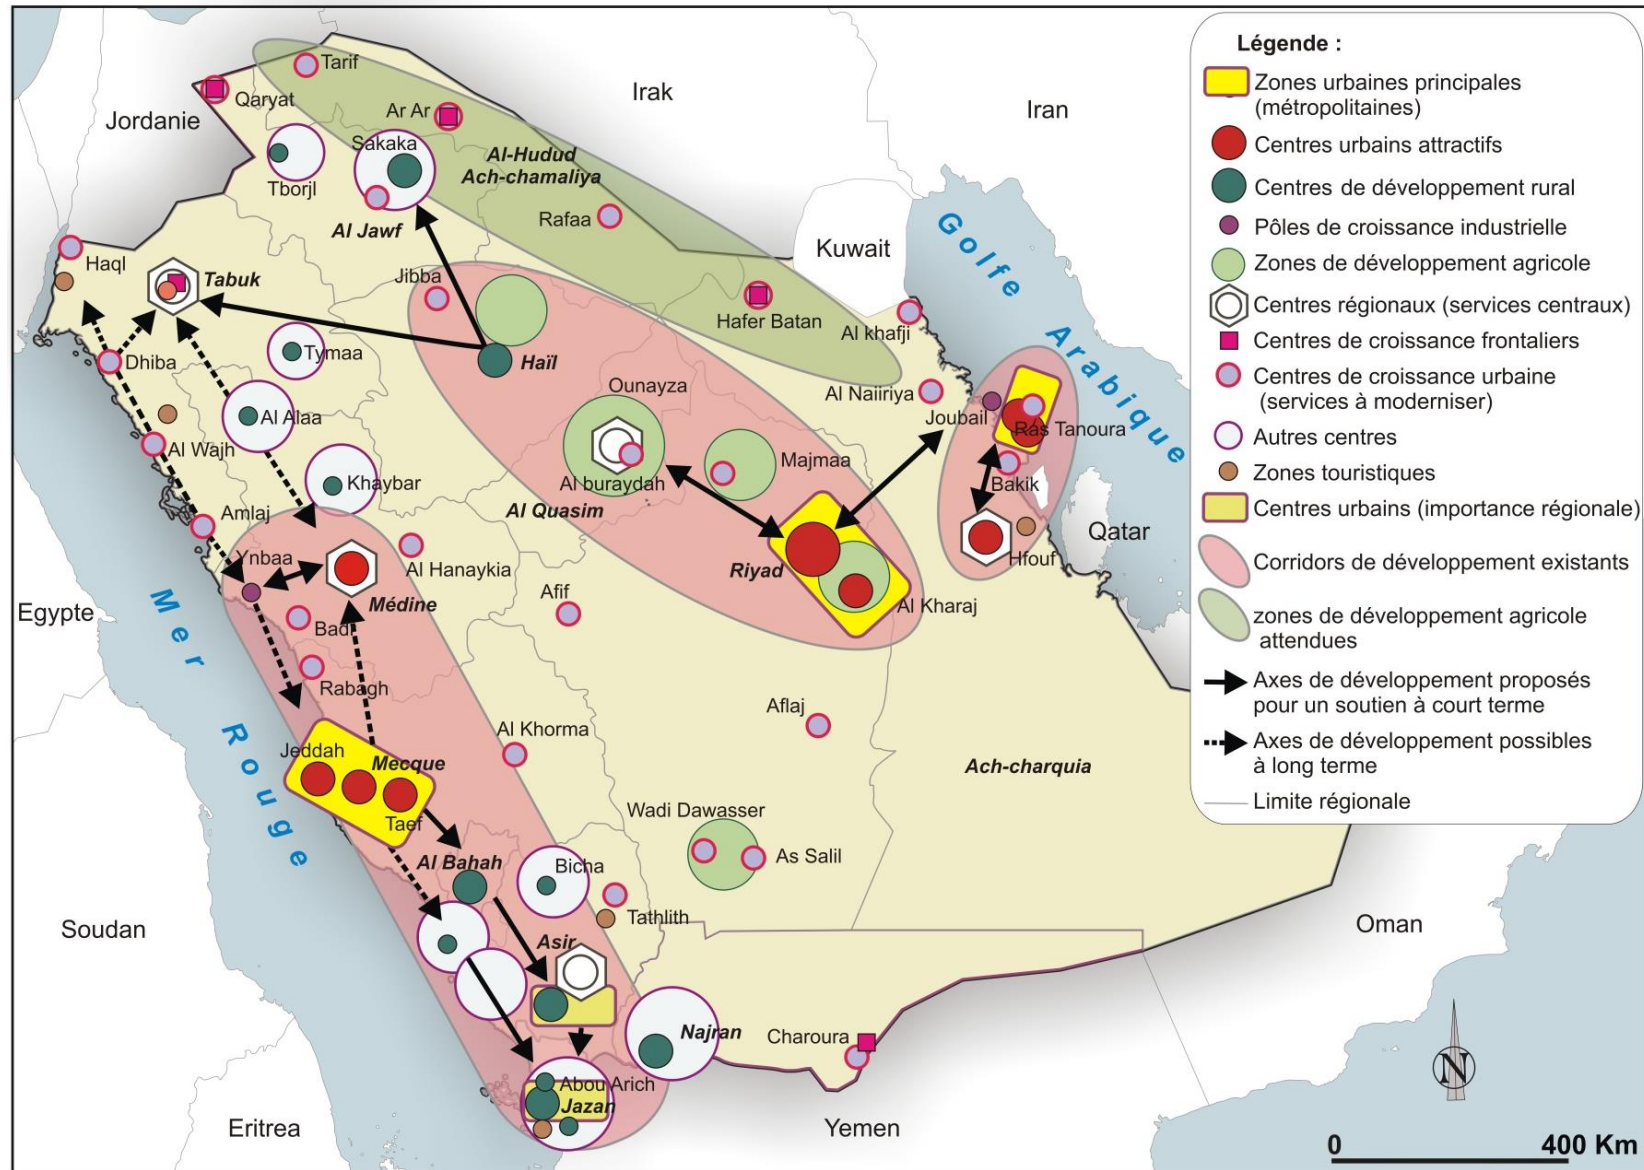 Tarif
Qaryat
Jordanie
Irak
Iran
Ar Ar
Sakaka
Al-Hudud
Ach-chamaliya
Tborjl
Al Jawf
Rafaa
Kuwait
Golfe Arabique
Haql
Tabuk
Jibba
Hafer Batan
Al khafji
Dhiba
Tymaa
Haïl
Ounayza
Al Naiiriya
Joubail
Ras Tanoura
Al Alaa
Al Wajh
Al buraydah
Majmaa
Bakik
Khaybar
Al Quasim
Amlaj
Ynbaa
Al Hanaykia
Riyad
Hfouf
Qatar
Médine
Afif
Al Kharaj
Egypte
Badr
Mer Rouge
Rabagh
Al Khorma
Aflaj
Jeddah
Mecque
Taef
Ach-charquia
Wadi Dawasser
As Salil
Al Bahah
Bicha
Tathlith
Soudan
Asir
Oman
Najran
Charoura
Abou Arich
Jazan
Eritrea
Yemen
Légende :
Zones urbaines principales
(métropolitaines)
Centres urbains attractifs
Centres de développement rural
Pôles de croissance industrielle
Zones de développement agricole
Centres régionaux (services centraux)
Centres de croissance frontaliers
Centres de croissance urbaine
(services à moderniser)
Autres centres
Zones touristiques
Centres urbains (importance régionale)
Corridors de développement existants
zones de développement agricole
attendues
Axes de développement proposés
pour un soutien à court terme
Axes de développement possibles
à long terme
Limite régionale
N
0 400 Km